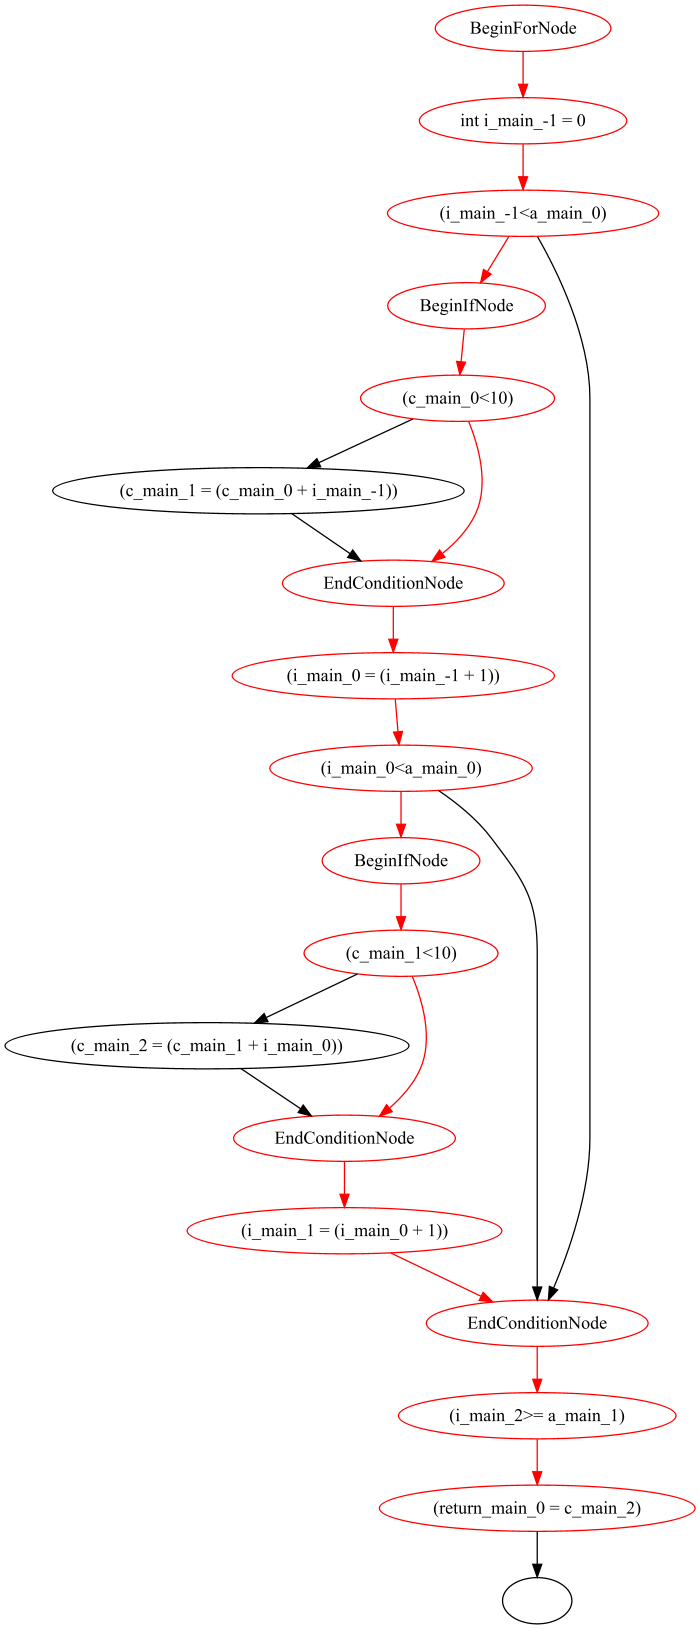 BeginForNode
int i_main_-1 = 0
(i_main_-1<a_main_0)
BeginIfNode
(c_main_0<10)
(c_main_1 = (c_main_0 + i_main_-1))
EndConditionNode
(i_main_0 = (i_main_-1 + 1))
(i_main_0<a_main_0)
BeginIfNode
(c_main_1<10)
(c_main_2 = (c_main_1 + i_main_0))
EndConditionNode
(i_main_1 = (i_main_0 + 1))
EndConditionNode
(i_main_2>= a_main_1)
(return_main_0 = c_main_2)